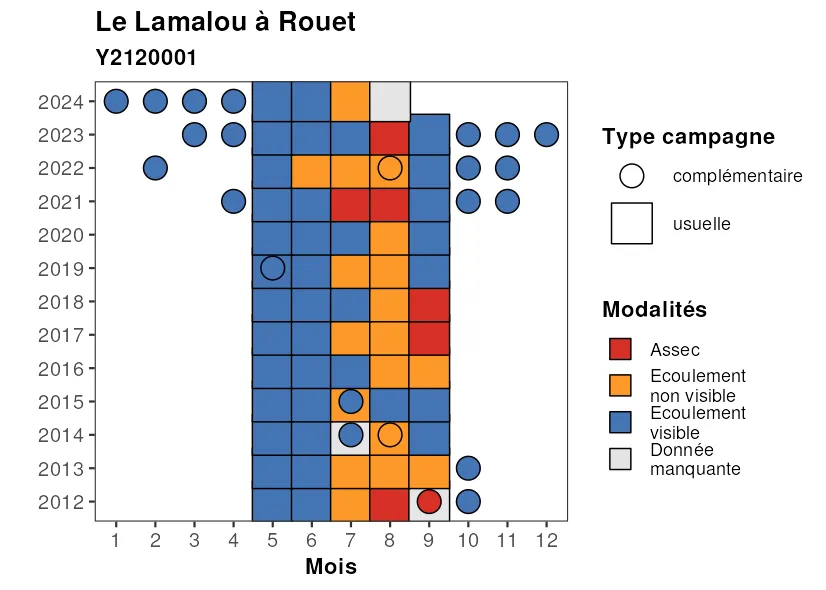 Le Lamalou à Rouet
Y2120001
2024
2023
2022
2021
2020
2019
2018
2017
2016
2015
2014
2013
2012
1 2 3 4 5 6 7 8 9 10 11 12
Mois
Type campagne
complémentaire
usuelle
Modalités
Assec
Ecoulement
non visible
Ecoulement
visible
Donnée
manquante